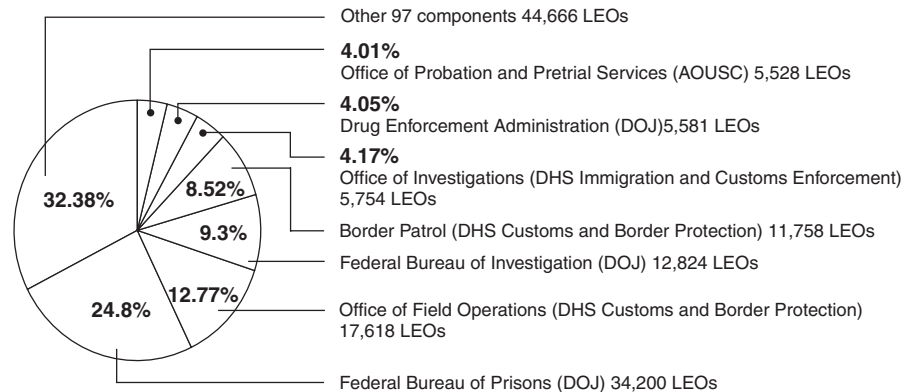 Other 97 components 44,666 LEOs
4.01%
Office of Probation and Pretrial Services (AOUSC) 5,528 LEOs
4.05%
Drug Enforcement Administration (DOJ)5,581 LEOs
4.17%
Office of Investigations (DHS Immigration and Customs Enforcement)
5,754 LEOs
8.52%
Border Patrol (DHS Customs and Border Protection) 11,758 LEOs
9.3%
Federal Bureau of Investigation (DOJ) 12,824 LEOs
12.77%
Office of Field Operations (DHS Customs and Border Protection)
17,618 LEOs
24.8%
Federal Bureau of Prisons (DOJ) 34,200 LEOs
32.38%